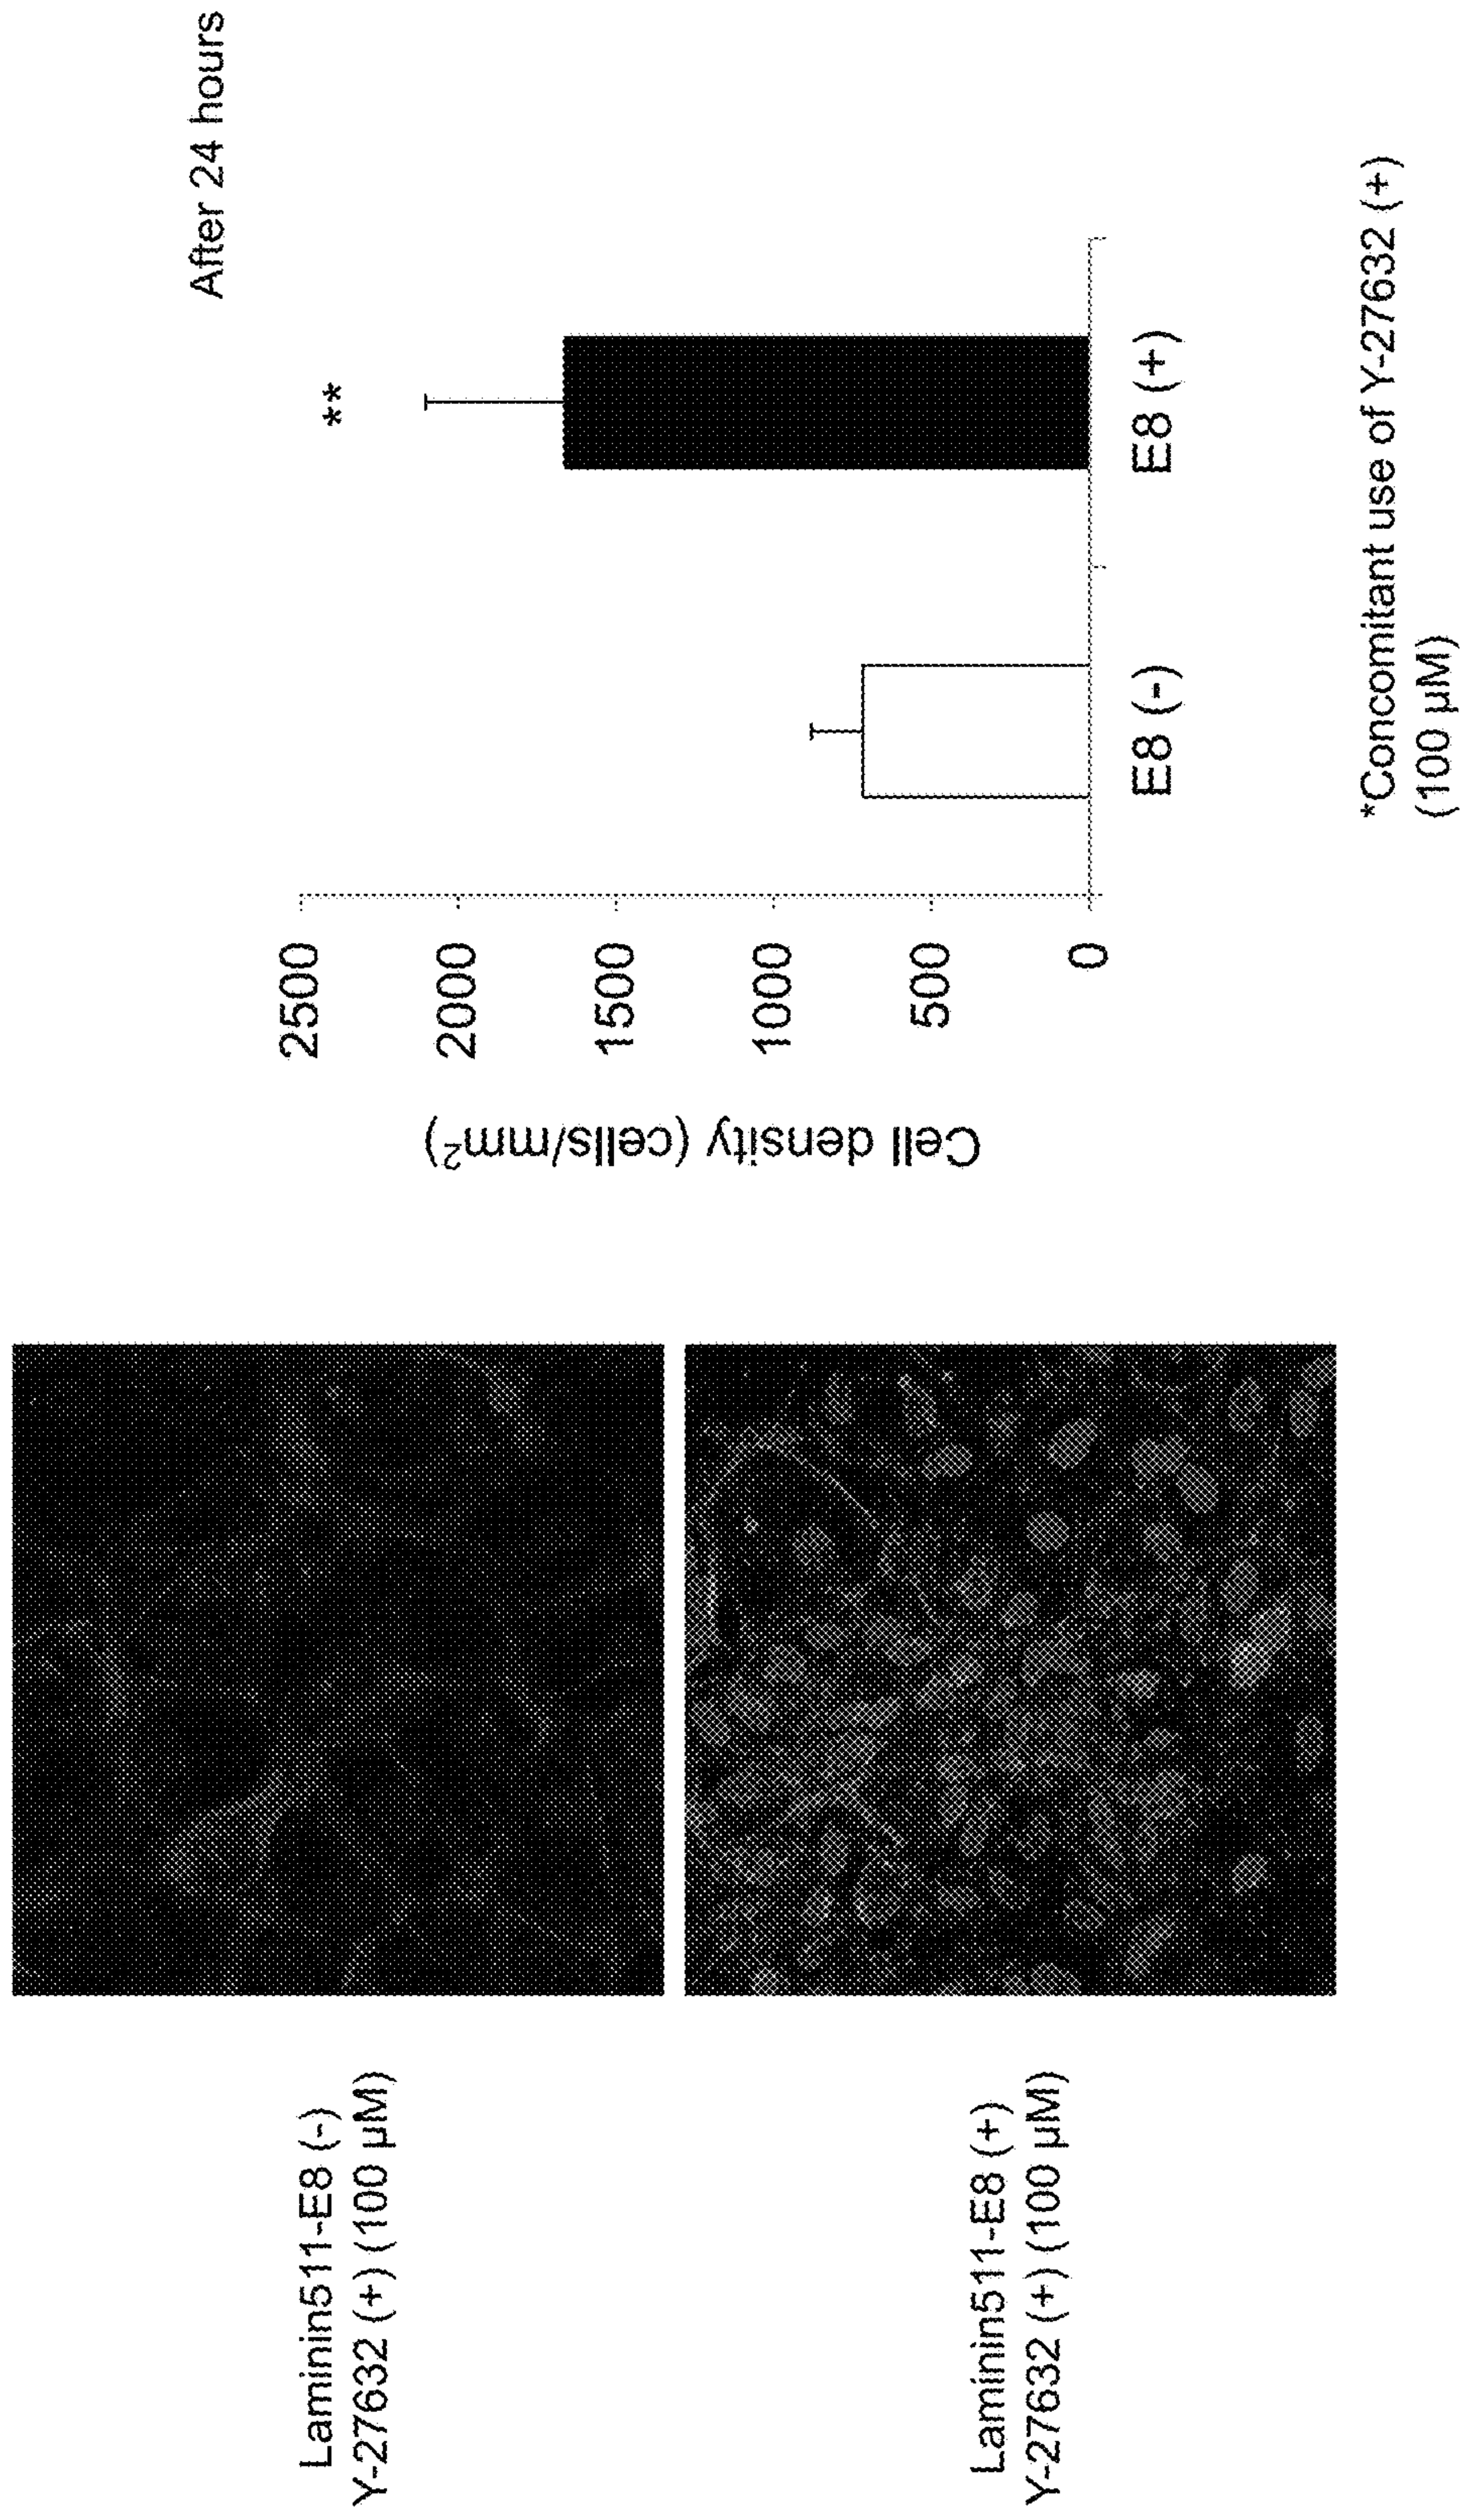 Laminin511-E8 (-)
Y-27632 (+) (100 µM)
Laminin511-E8 (+)
Y-27632 (+) (100 µM)
After 24 hours
Cell density (cells/mm²)
2500
2000
1500
1000
500
0
**
E8 (-)
E8 (+)
*Concomitant use of Y-27632 (+)
(100 µM)